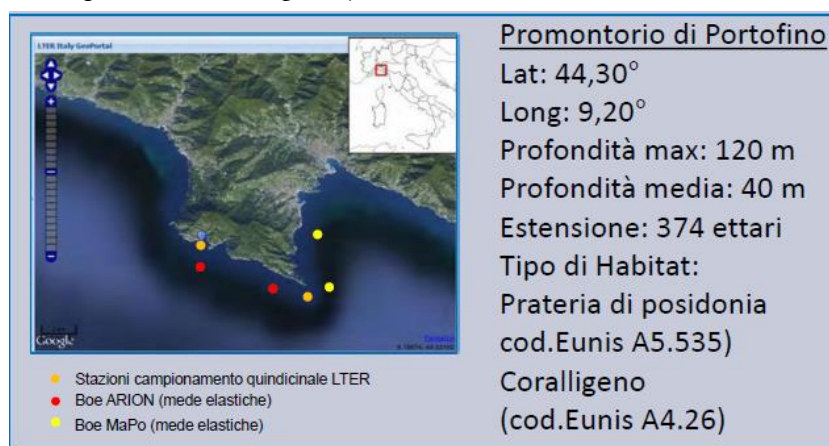 LTER Italy GeoPortal
Google
Stazioni campionamento quindicinale LTER
Boe ARION (mede elastiche)
Boe MaPo (mede elastiche)
Promontorio di Portofino
Lat: 44,30°
Long: 9,20°
Profondità max: 120 m
Profondità media: 40 m
Estensione: 374 ettari
Tipo di Habitat:
Prateria di posidonia
cod.Eunis A5.535)
Coralligeno
(cod.Eunis A4.26)